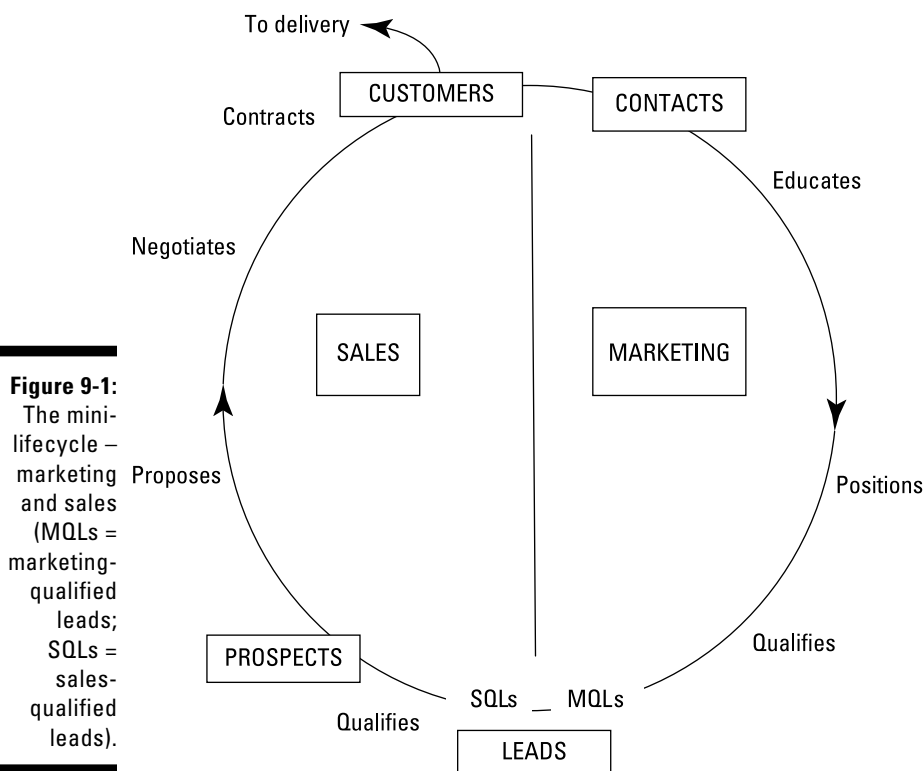 To delivery
CUSTOMERS
CONTACTS
Contracts
Educates
Negotiates
SALES
MARKETING
Figure 9-1:
The mini-
lifecycle –
marketing
and sales
(MQLs =
marketing-
qualified
leads;
SQLs =
sales-
qualified
leads).
Proposes
Positions
Qualifies
PROSPECTS
SQLs
MQLs
Qualifies
LEADS